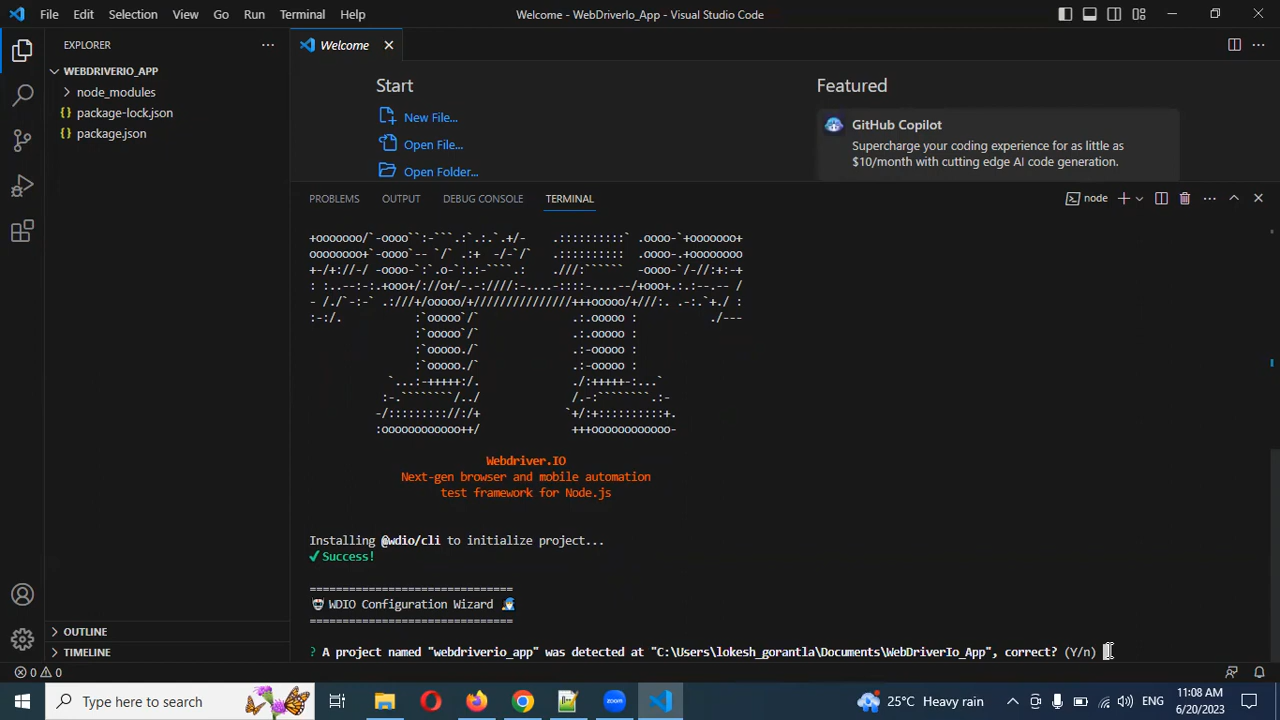 File Edit Selection View Go Run Terminal Help
Welcome - WebDriverIo_App - Visual Studio Code
EXPLORER
WEBDRIVERIO_APP
node_modules
package-lock.json
package.json
Welcome
Start
New File...
Open File...
Open Folder...
Featured
GitHub Copilot
Supercharge your coding experience for as little as
$10/month with cutting edge AI code generation.
PROBLEMS OUTPUT DEBUG CONSOLE TERMINAL
node
Webdriver.IO
Next-gen browser and mobile automation
test framework for Node.js
Installing @wdio/cli to initialize project...
✔Success!
===============================
WDIO Configuration Wizard
===============================
? A project named "webdriverio_app" was detected at "C:\Users\lokesh_gorantla\Documents\WebDriverIo_App", correct? (Y/n)
OUTLINE
TIMELINE
0 0
Type here to search
zoom
25°C Heavy rain
ENG
1:08 AM
6/20/2023